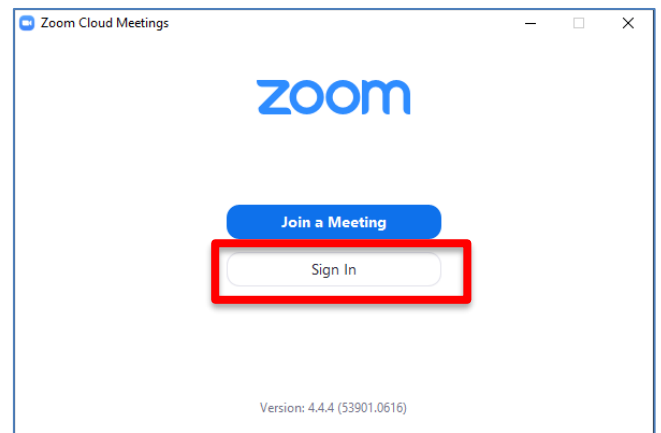 Zoom Cloud Meetings
zoom
Join a Meeting
Sign In
Version: 4.4.4 (53901.0616)